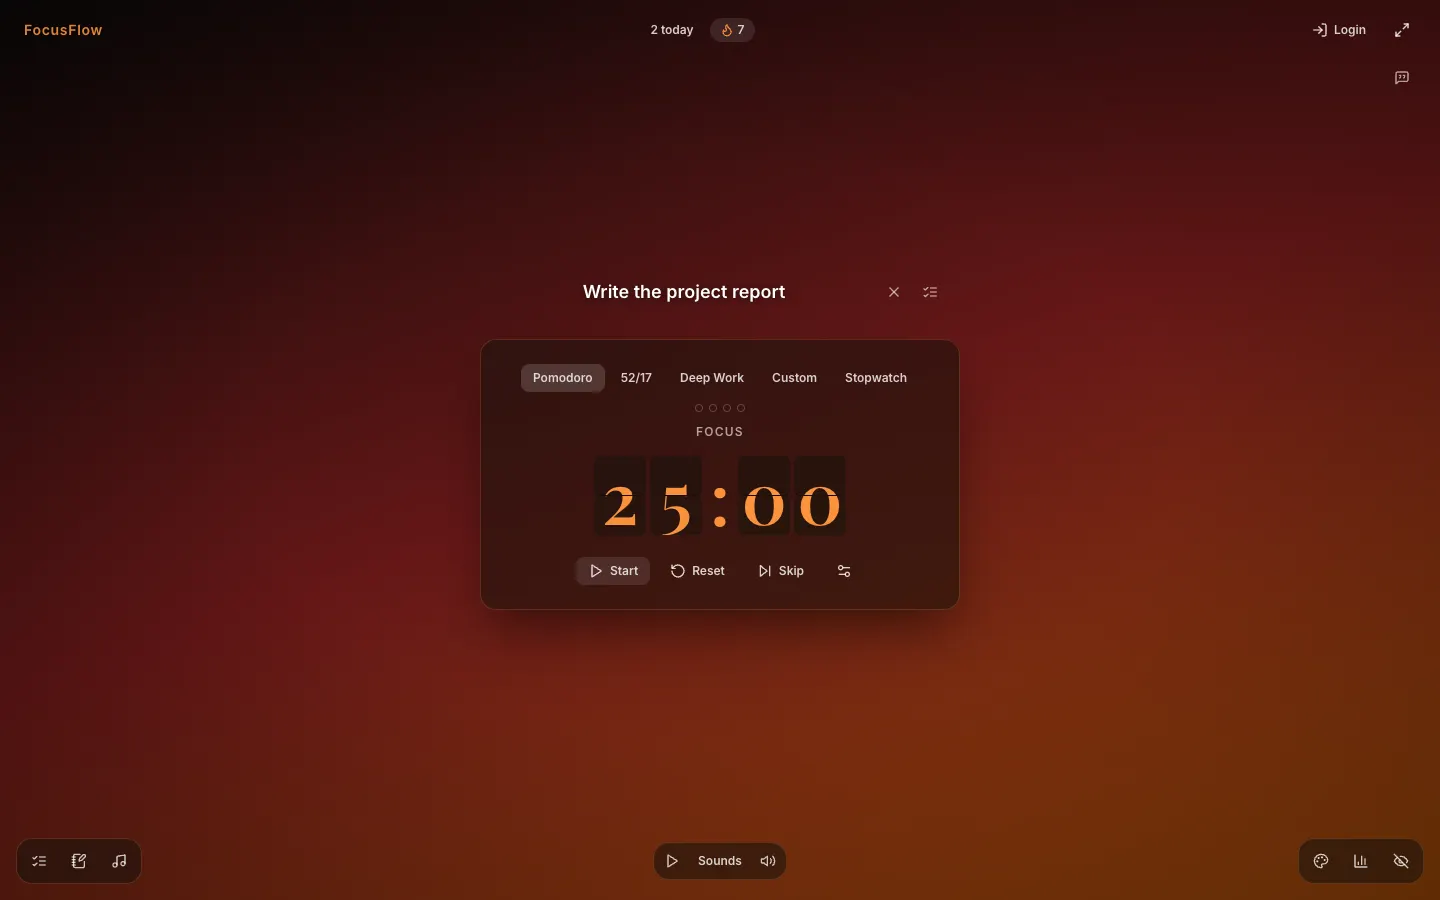 FocusFlow
2 today
7
Login
Write the project report
Pomodoro 52/17 Deep Work Custom Stopwatch
FOCUS
25:00
Start Reset Skip
Sounds